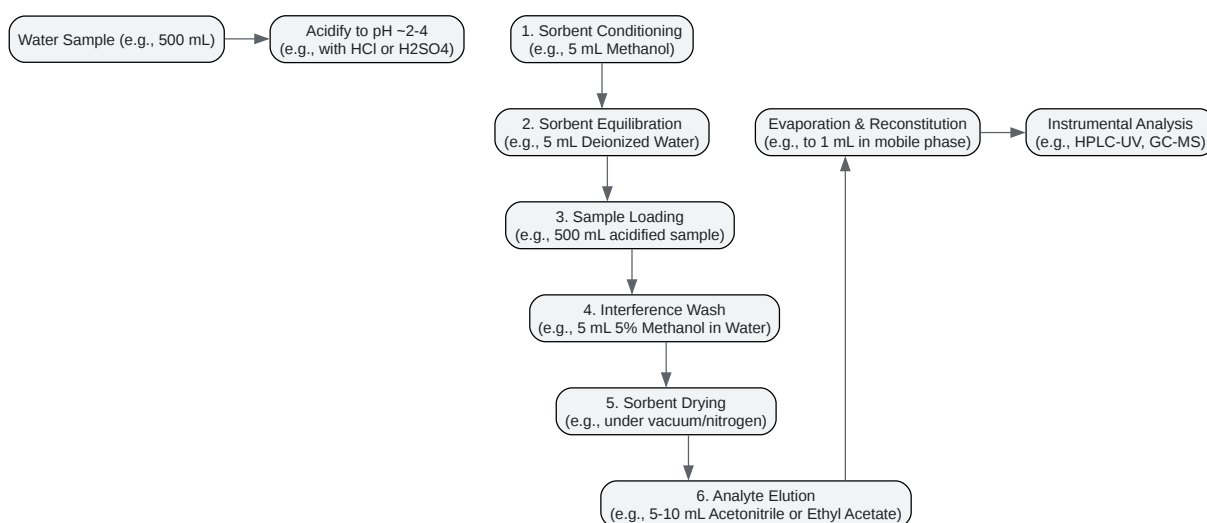 Water Sample (e.g., 500 mL)
Acidify to pH ~2-4
(e.g., with HCl or H2SO4)
1. Sorbent Conditioning
(e.g., 5 mL Methanol)
2. Sorbent Equilibration
(e.g., 5 mL Deionized Water)
3. Sample Loading
(e.g., 500 mL acidified sample)
4. Interference Wash
(e.g., 5 mL 5% Methanol in Water)
5. Sorbent Drying
(e.g., under vacuum/nitrogen)
6. Analyte Elution
(e.g., 5-10 mL Acetonitrile or Ethyl Acetate)
Evaporation & Reconstitution
(e.g., to 1 mL in mobile phase)
Instrumental Analysis
(e.g., HPLC-UV, GC-MS)